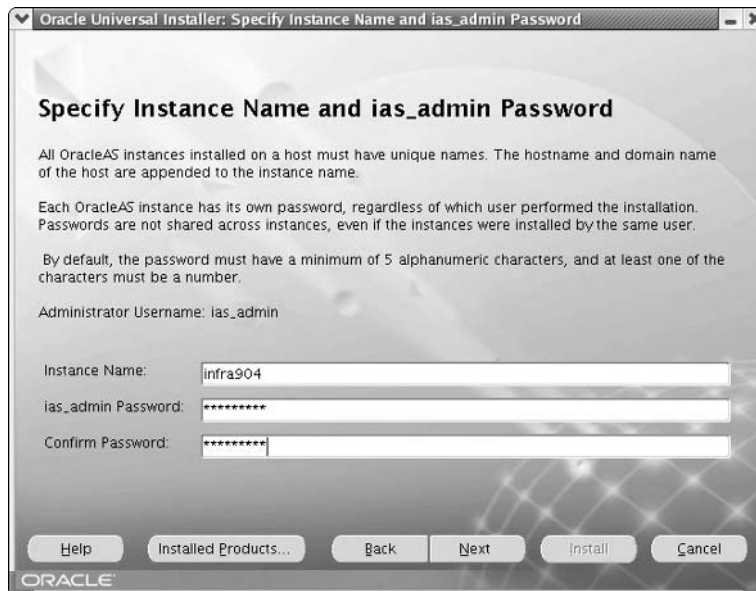 Oracle Universal Installer: Specify Instance Name and ias_admin Password
Specify Instance Name and ias_admin Password
All OracleAS instances installed on a host must have unique names. The hostname and domain name
of the host are appended to the instance name.
Each OracleAS instance has its own password, regardless of which user performed the installation.
Passwords are not shared across instances, even if the instances were installed by the same user.
By default, the password must have a minimum of 5 alphanumeric characters, and at least one of the
characters must be a number.
Administrator Username: ias_admin
Instance Name: infra904
ias_admin Password: *********
Confirm Password: *********
Help Installed Products... Back Next Install Cancel
ORACLE